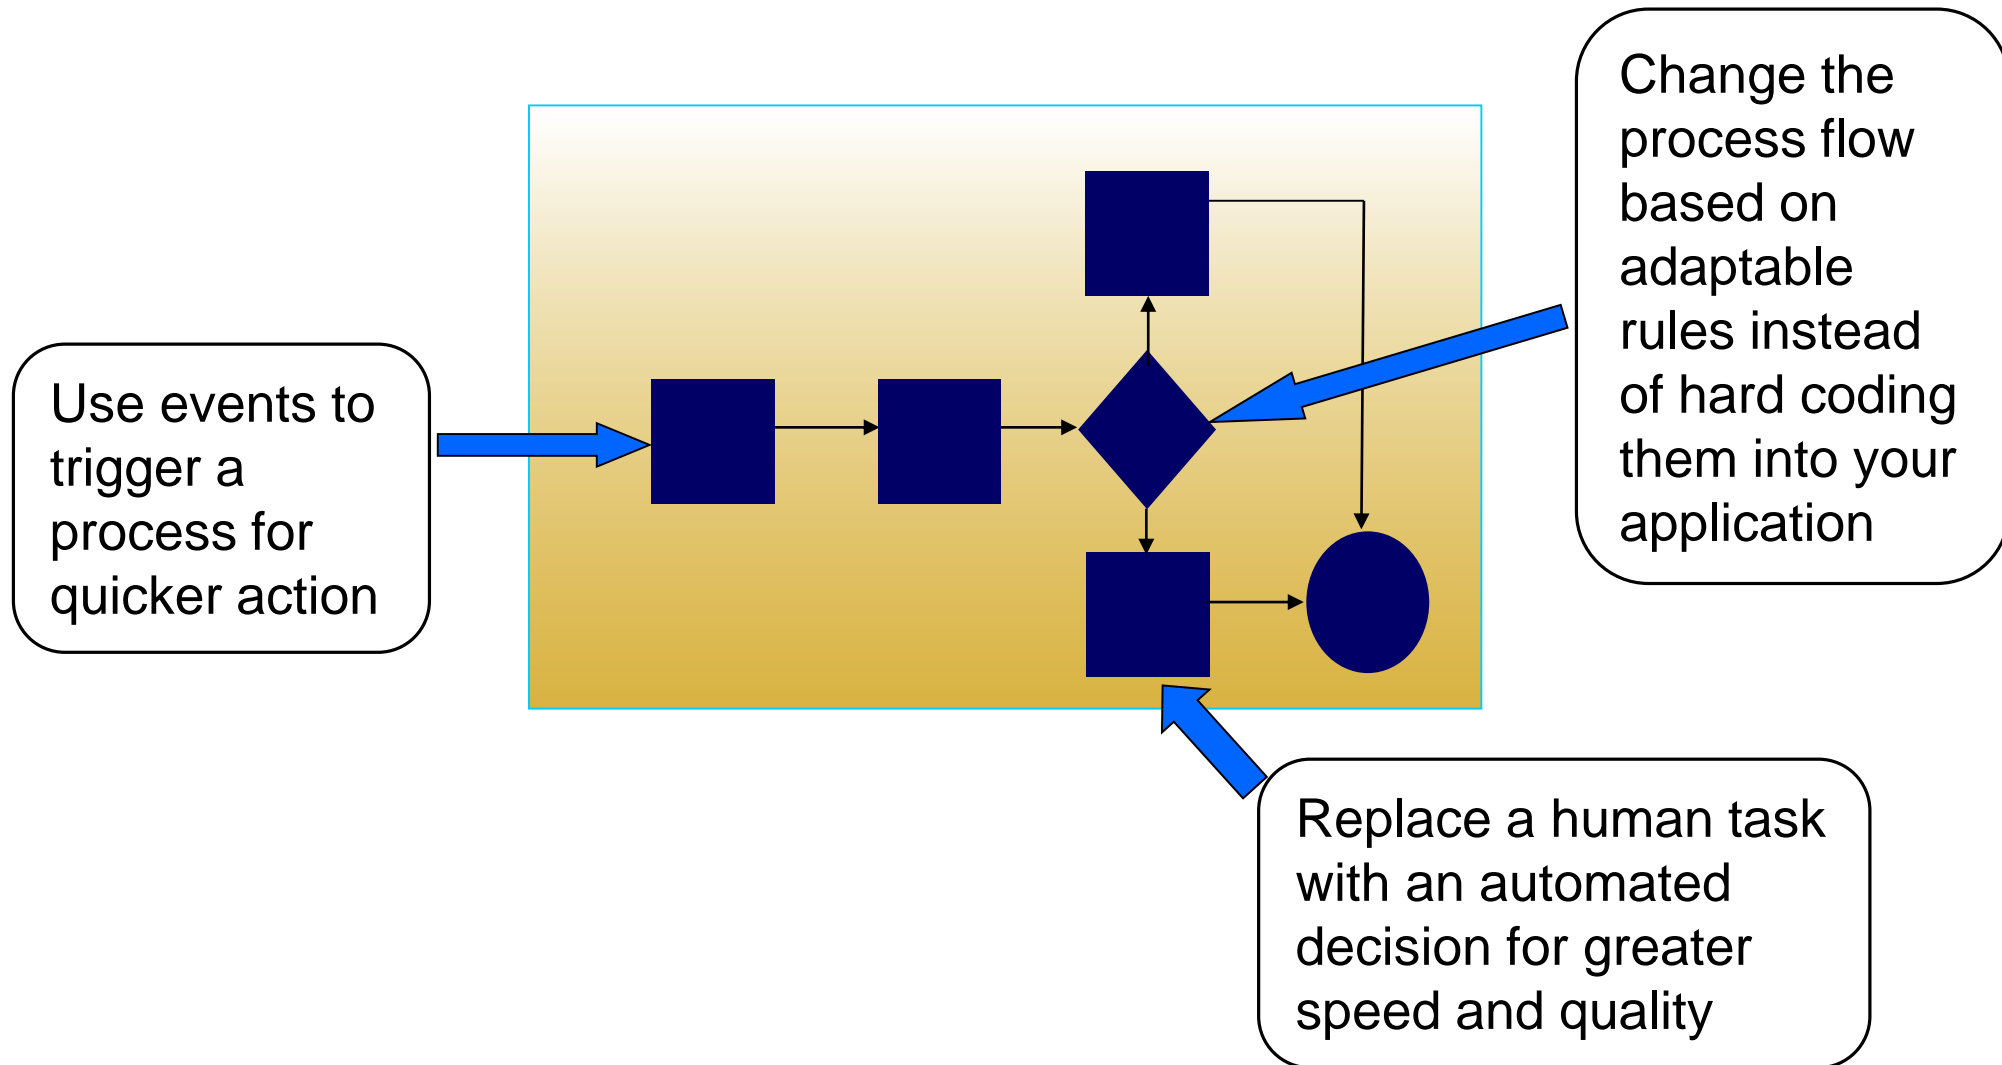 Use events to
trigger a
process for
quicker action
Change the
process flow
based on
adaptable
rules instead
of hard coding
them into your
application
Replace a human task
with an automated
decision for greater
speed and quality